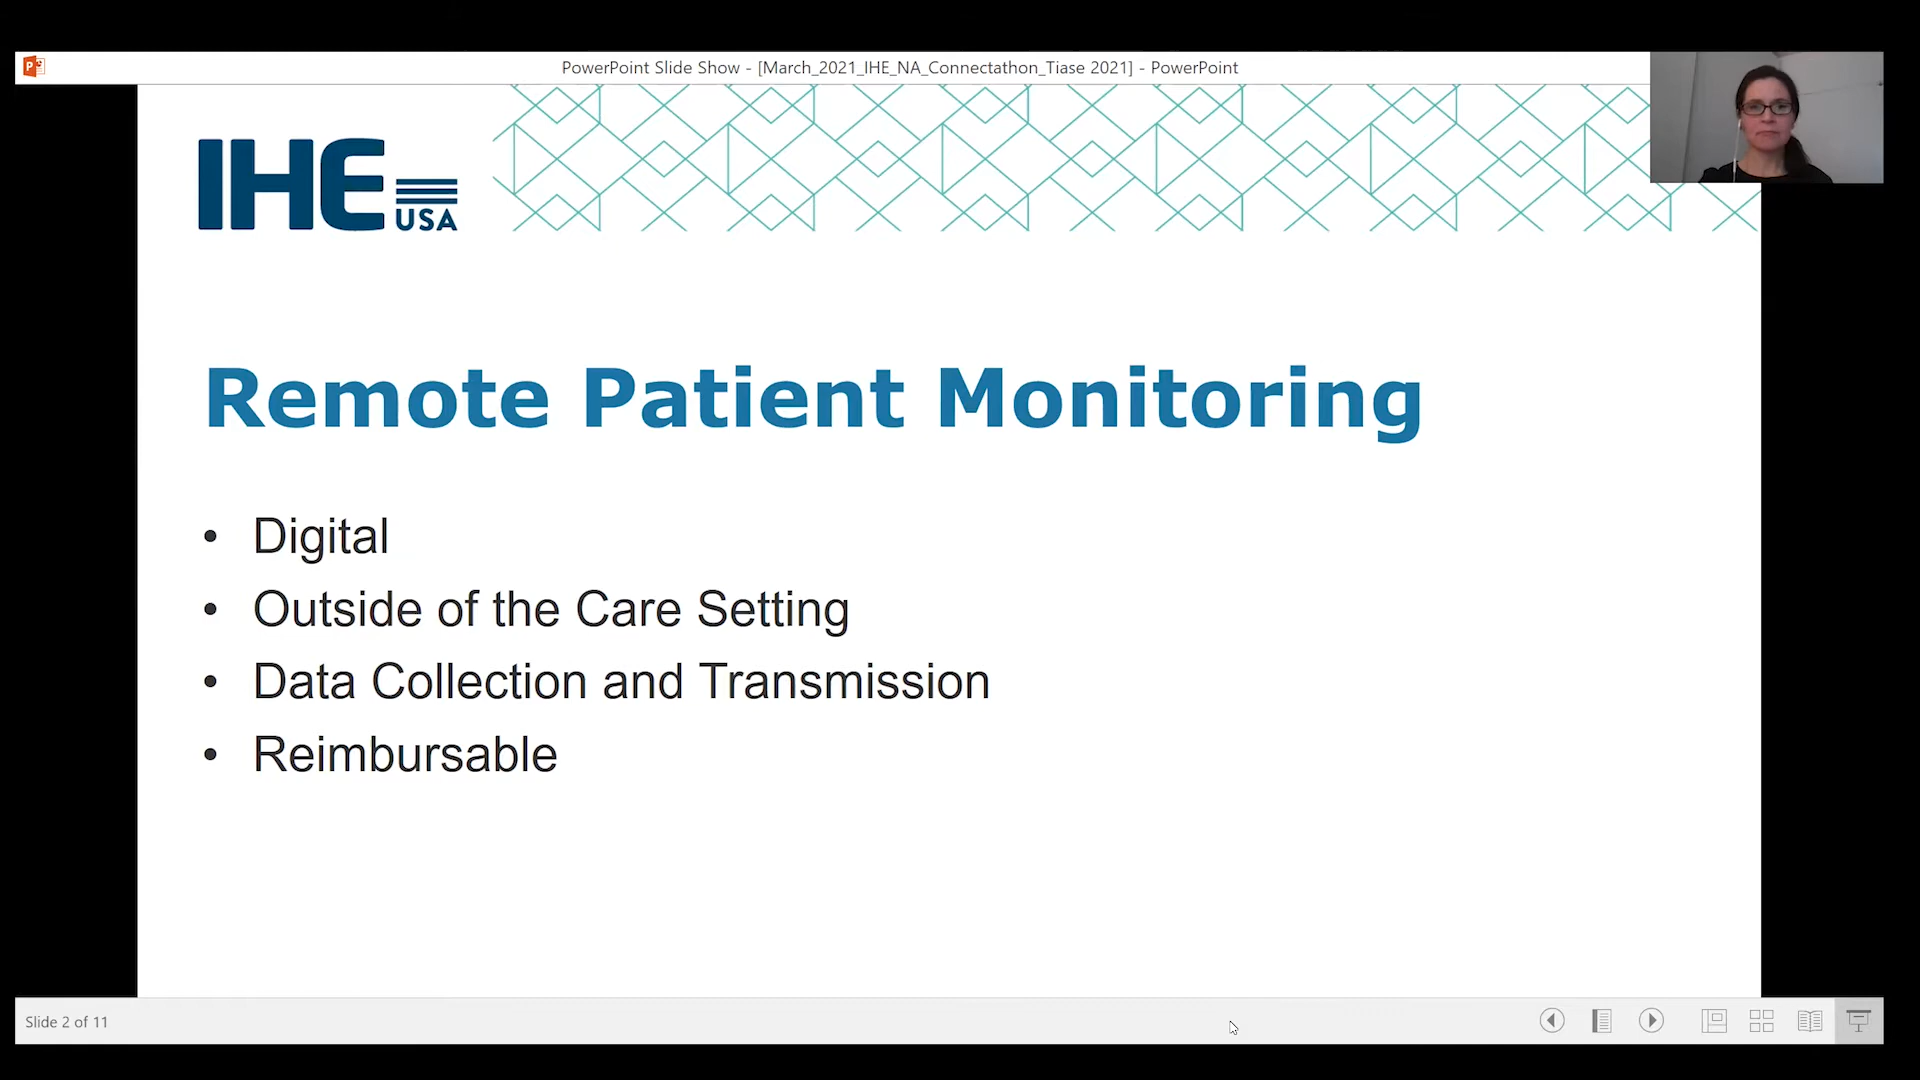 PowerPoint Slide Show - [March_2021_IHE_NA_Connectathon_Tiase 2021] - PowerPoint
IHE USA
Remote Patient Monitoring
• Digital
• Outside of the Care Setting
• Data Collection and Transmission
• Reimbursable
Slide 2 of 11